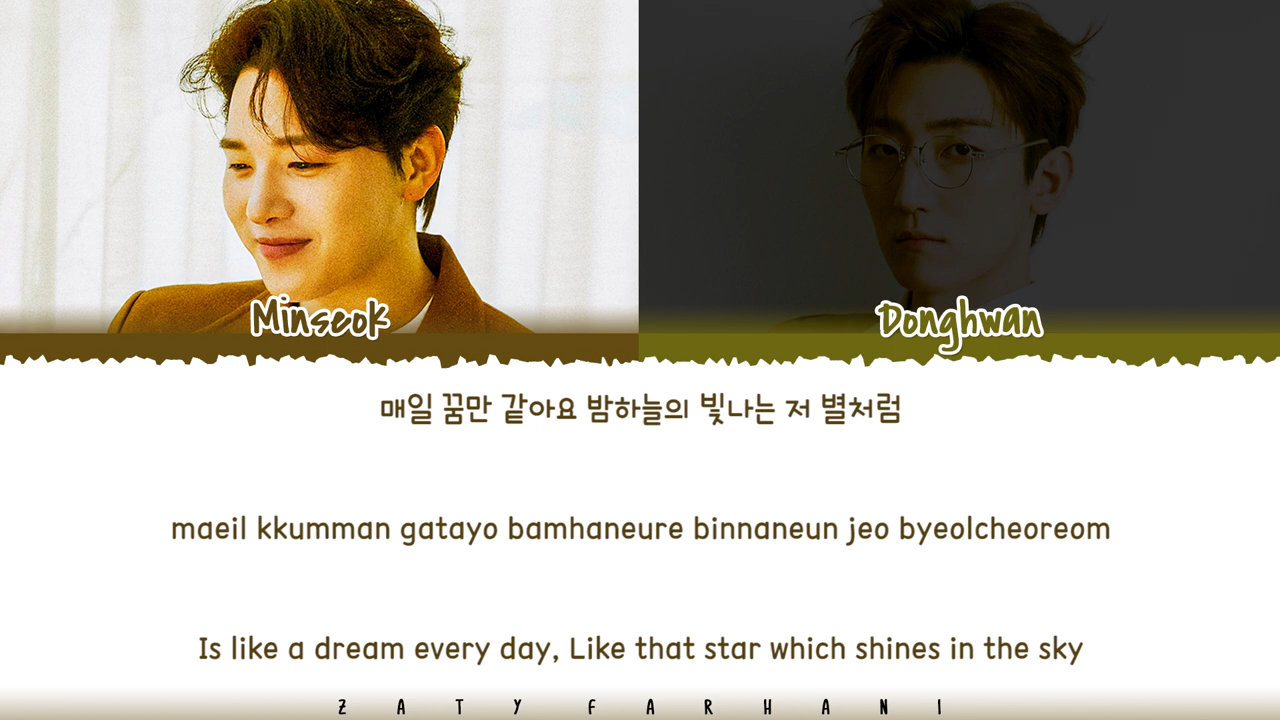 Minseok
Donghwan
매일 꿈만 같아요 밤하늘의 빛나는 저 별처럼
maeil kkumman gatayo bamhaneure binnaneun jeo byeolcheoreom
Is like a dream every day, Like that star which shines in the sky
ZATY FARHANI